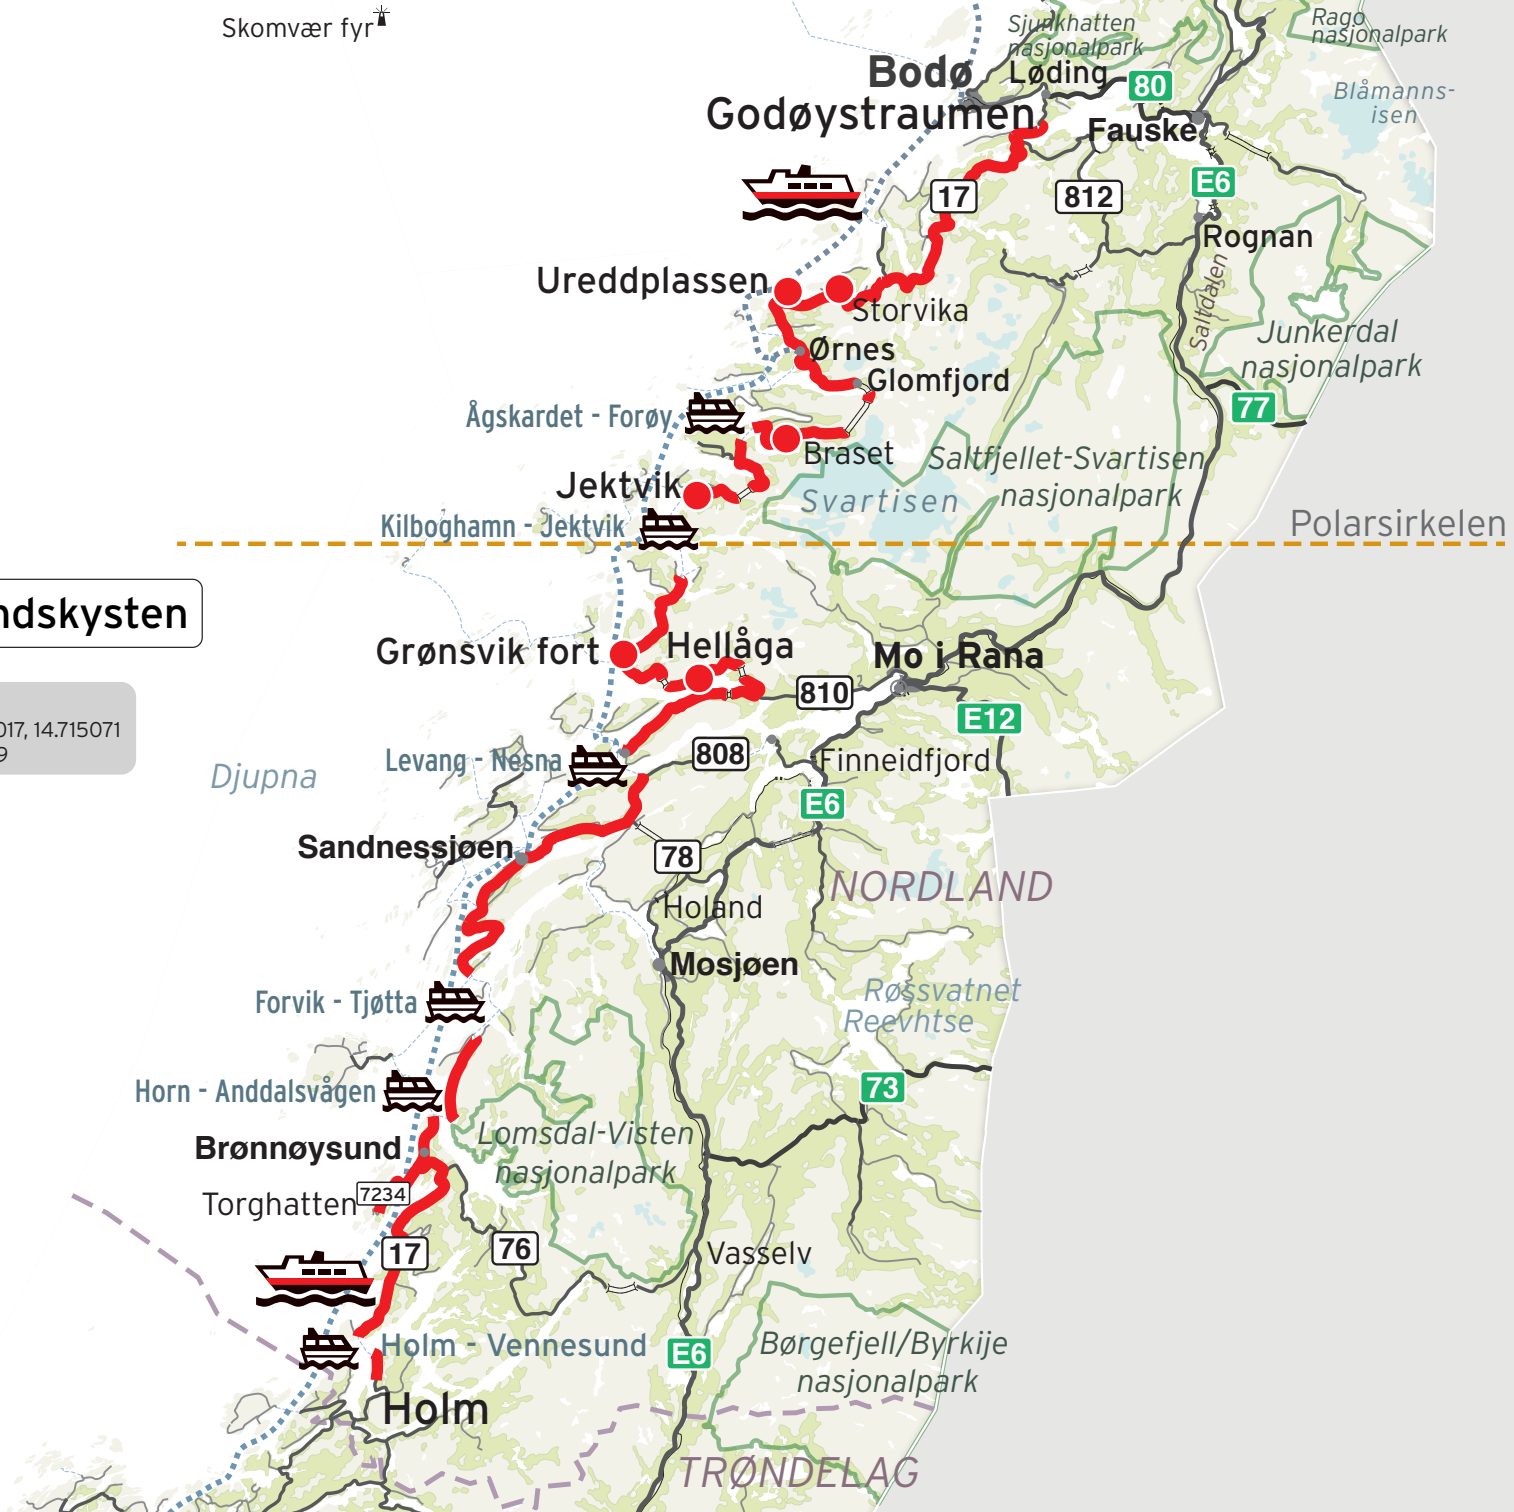 Skomvær fyr
Sjunkhatten
nasjonalpark
Rago
nasjonalpark
Bodø
Løding
80
Blåmanns-
isen
Godøystraumen
Fauske
17
812
E6
Rognan
Saltdalen
Ureddplassen
Storvika
Junkerdal
nasjonalpark
Ørnes
Glomfjord
77
Ågskardet - Forøy
Braset
Saltfjellet-Svartisen
nasjonalpark
Jektvik
Svartisen
Kilboghamn - Jektvik
Polarsirkelen
ndskysten
Grønsvik fort
Hellåga
Mo i Rana
810
E12
017, 14.715071
9
Levang - Nesna
808
Finneidfjord
Djupna
E6
Sandnessjøen
78
NORDLAND
Holand
Mosjøen
Røssvatnet
Reevhtse
Forvik - Tjøtta
Horn - Anddalsvågen
73
Brønnøysund
Lomsdal-Visten
nasjonalpark
Torghatten
7234
17
76
Vasselv
Holm - Vennesund
E6
Børgefjell/Byrkije
nasjonalpark
Holm
TRØNDELAG